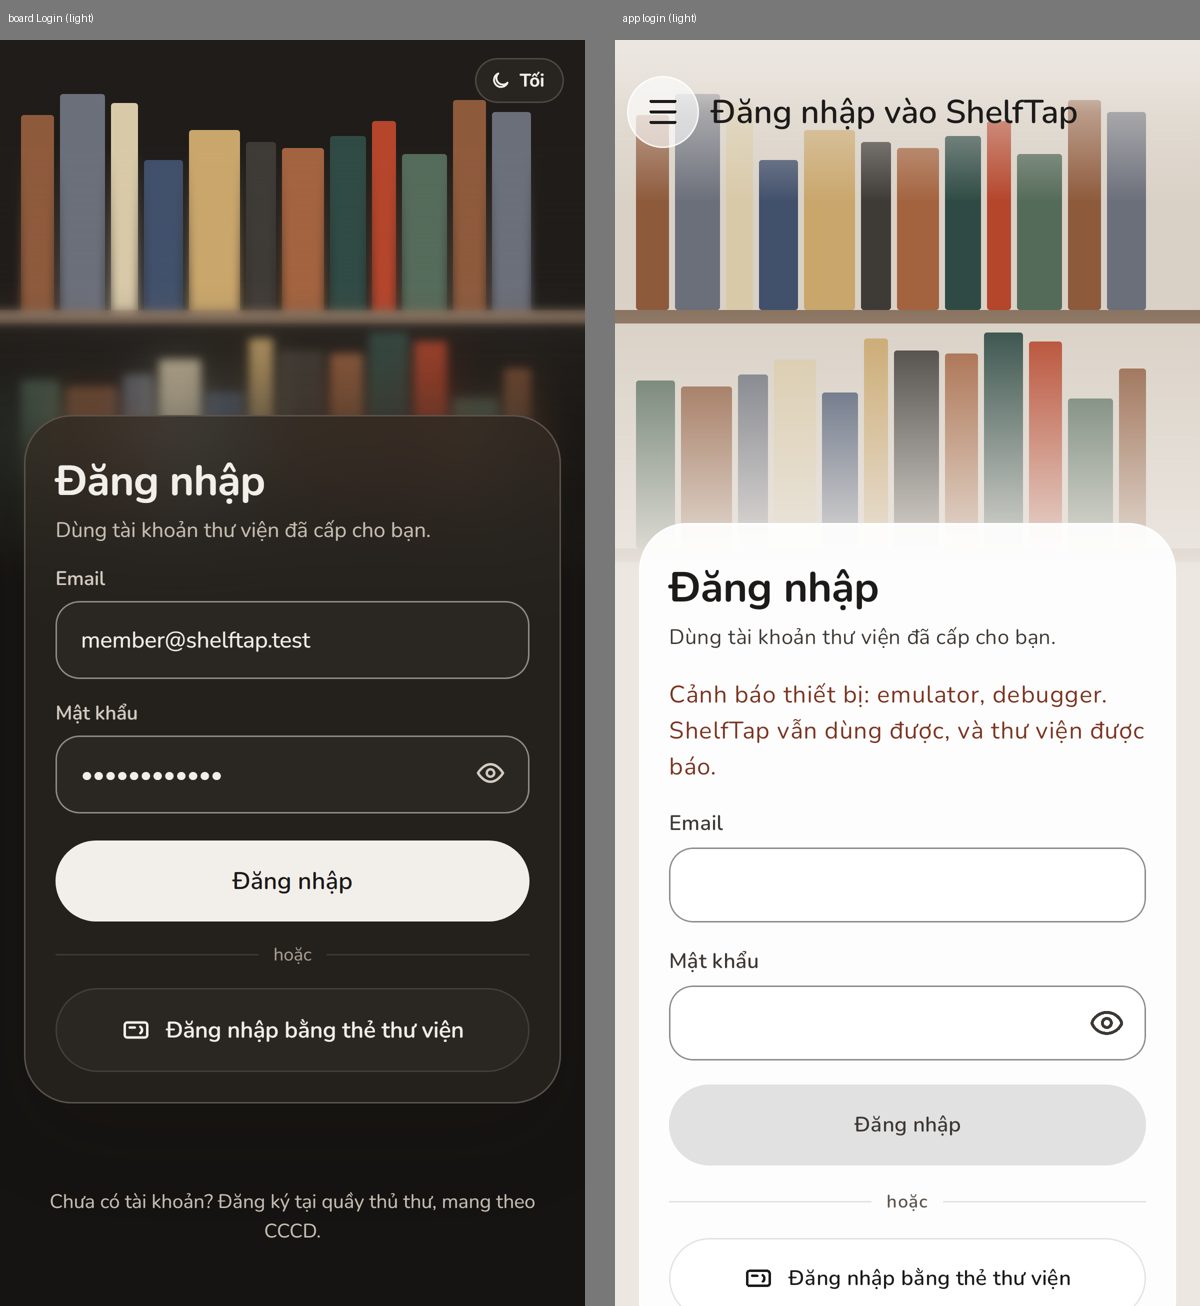 board Login (light)
Tối
Đăng nhập
Dùng tài khoản thư viện đã cấp cho bạn.
Email
member@shelftap.test
Mật khẩu
••••••••••••
Đăng nhập
hoặc
Đăng nhập bằng thẻ thư viện
Chưa có tài khoản? Đăng ký tại quầy thủ thư, mang theo
CCCD.
app login (light)
Đăng nhập vào ShelfTap
Đăng nhập
Dùng tài khoản thư viện đã cấp cho bạn.
Cảnh báo thiết bị: emulator, debugger.
ShelfTap vẫn dùng được, và thư viện được
báo.
Email
Mật khẩu
Đăng nhập
hoặc
Đăng nhập bằng thẻ thư viện